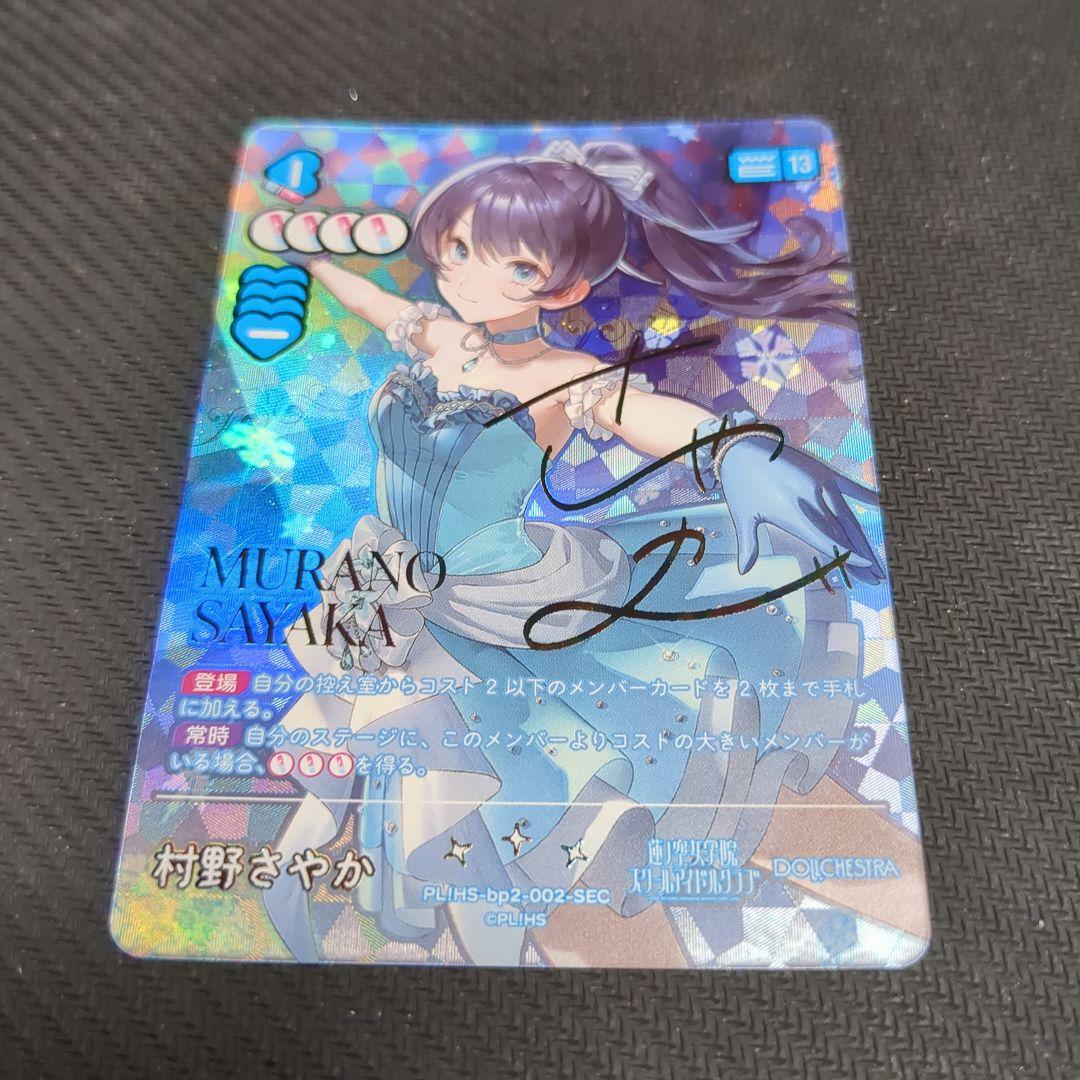 13
さやか
MURANO
SAYAKA
登場 自分の控え室からコスト2以下のメンバーカードを2枚まで手札
に加える。
常時 自分のステージに、このメンバーよりコストの大きいメンバーが
いる場合、を得る。
村野さやか
蓮ノ空女学院
スクールアイドルクラブ
DOLLCHESTRA
PL!HS-bp2-002-SEC
©PL!HS